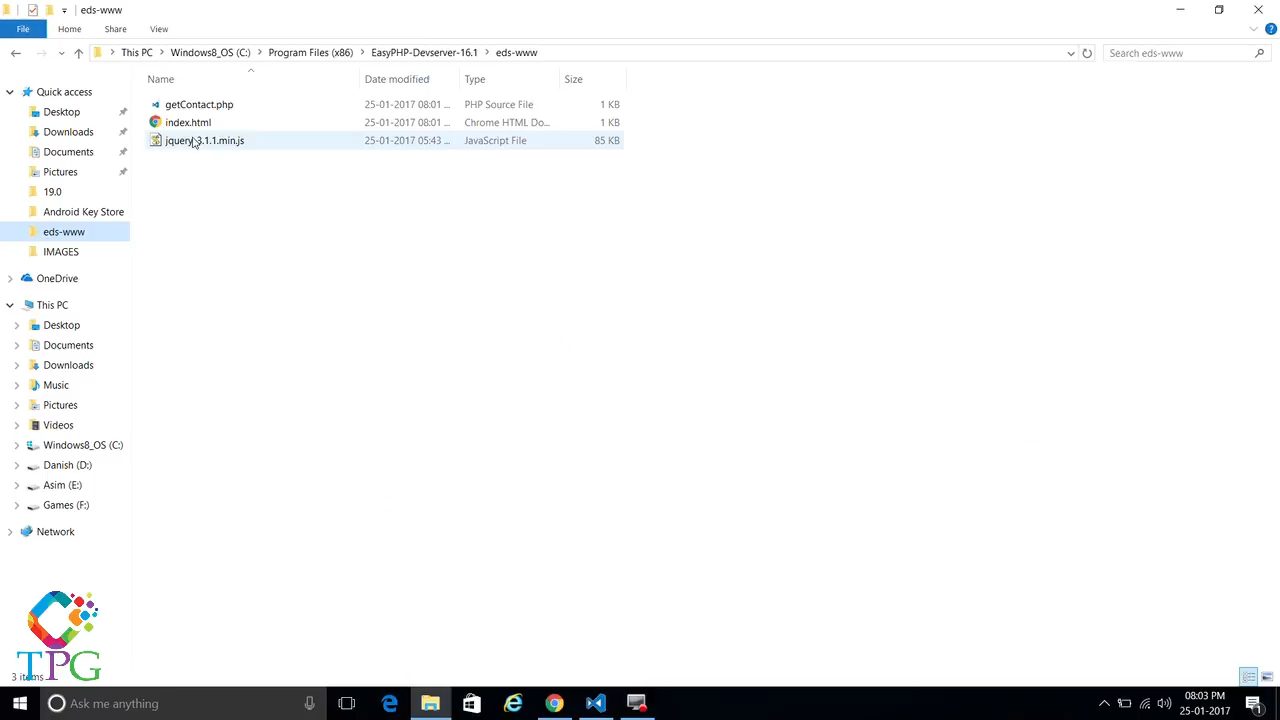 eds-www
File Home Share View
This PC Windows8_OS (C:) Program Files (x86) EasyPHP-Devserver-16.1 eds-www Search eds-www
Name Date modified Type Size
getContact.php 25-01-2017 08:01 ... PHP Source File 1 KB
index.html 25-01-2017 08:01 ... Chrome HTML Do... 1 KB
jquery-3.1.1.min.js 25-01-2017 05:43 ... JavaScript File 85 KB
Quick access
Desktop
Downloads
Documents
Pictures
19.0
Android Key Store
eds-www
IMAGES
OneDrive
This PC
Desktop
Documents
Downloads
Music
Pictures
Videos
Windows8_OS (C:)
Danish (D:)
Asim (E:)
Games (F:)
Network
TPG
3 items
Ask me anything
08:03 PM
25-01-2017
1